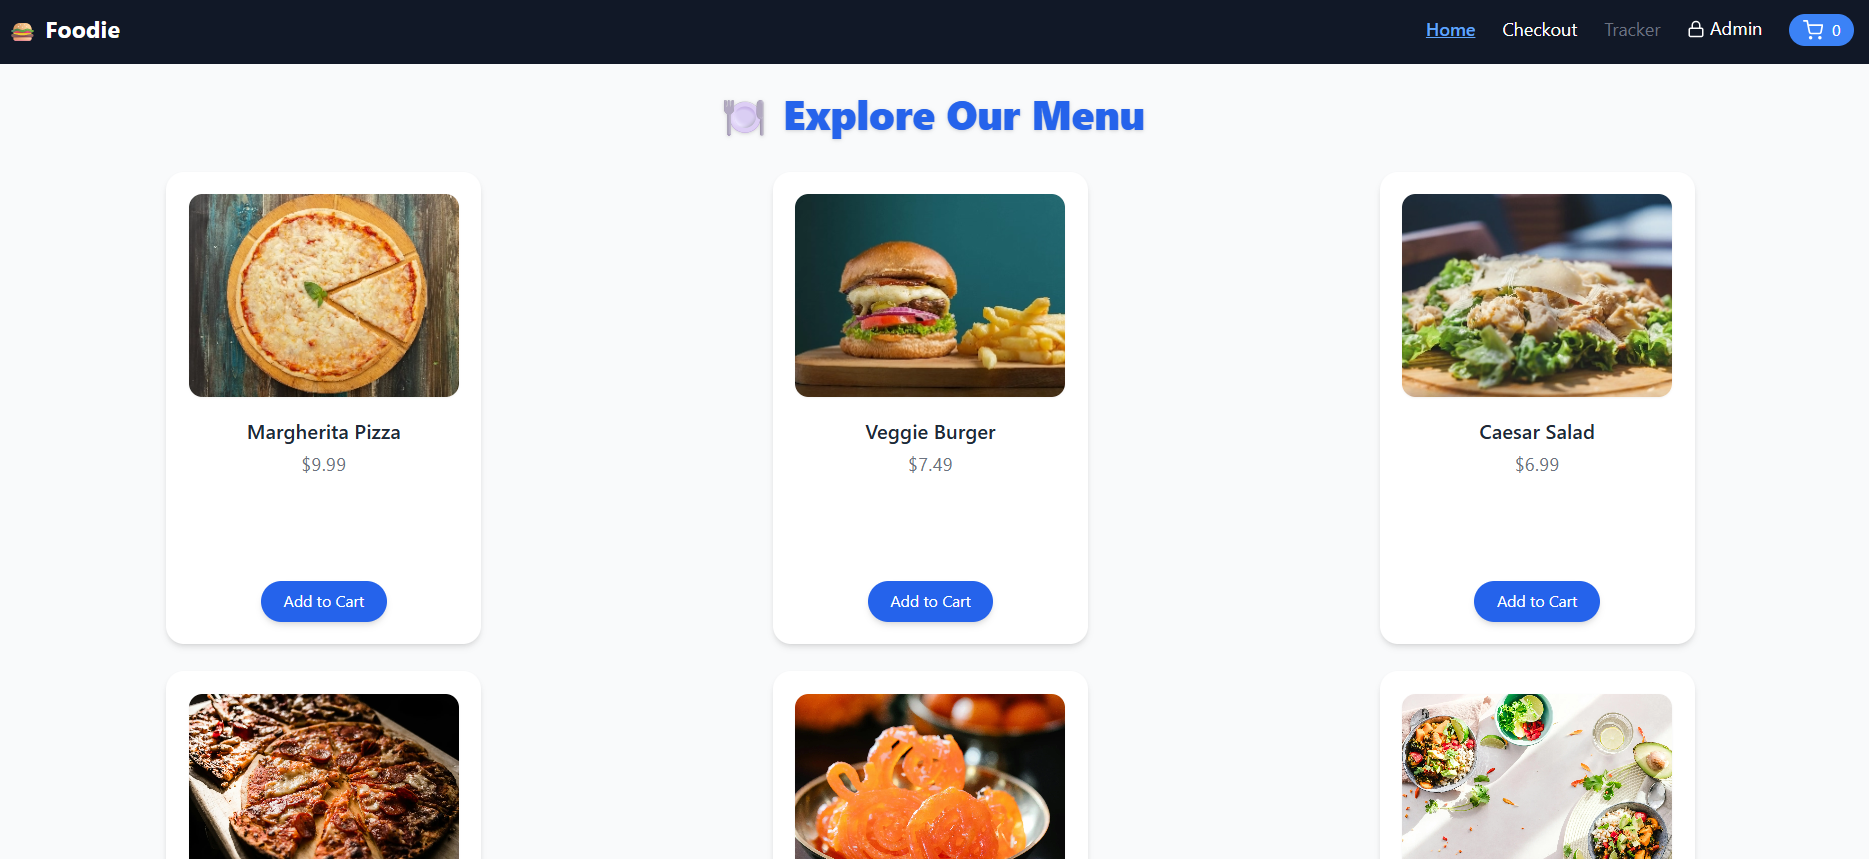 Foodie
Home Checkout Tracker Admin 0
Explore Our Menu
Margherita Pizza
$9.99
Add to Cart
Veggie Burger
$7.49
Add to Cart
Caesar Salad
$6.99
Add to Cart